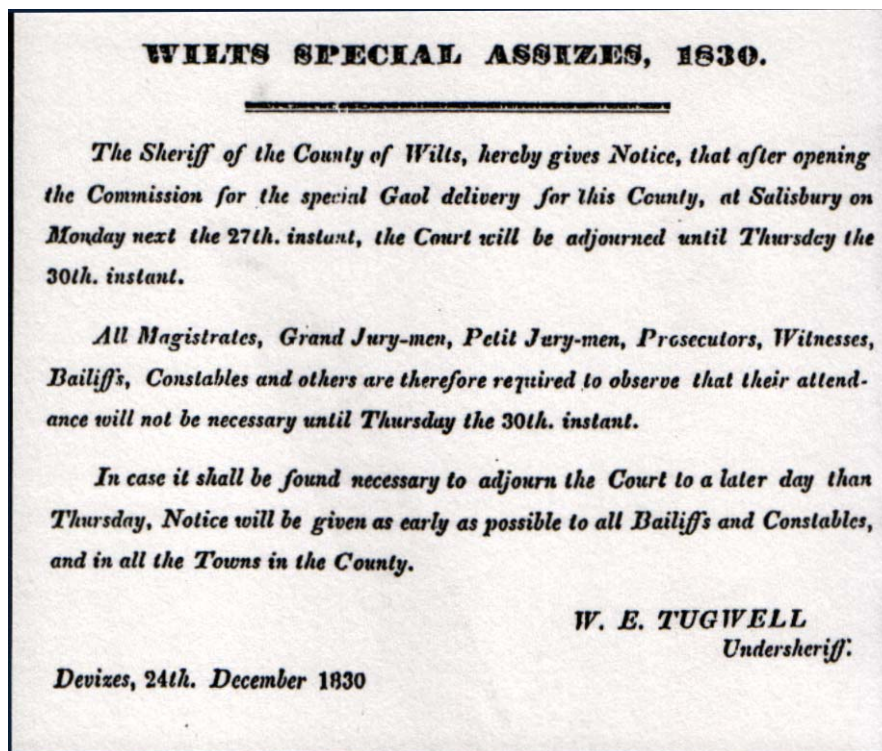 WILTS SPECIAL ASSIZES, 1830.
The Sheriff of the County of Wilts, hereby gives Notice, that after opening
the Commission for the special Gaol delivery for this County, at Salisbury on
Monday next the 27th. instant, the Court will be adjourned until Thursday the
30th. instant.
All Magistrates, Grand Jury-men, Petit Jury-men, Prosecutors, Witnesses,
Bailiffs, Constables and others are therefore required to observe that their attend-
ance will not be necessary until Thursday the 30th. instant.
In case it shall be found necessary to adjourn the Court to a later day than
Thursday, Notice will be given as early as possible to all Bailiffs and Constables,
and in all the Towns in the County.
W. E. TUGWELL
Undersheriff.
Devizes, 24th. December 1830